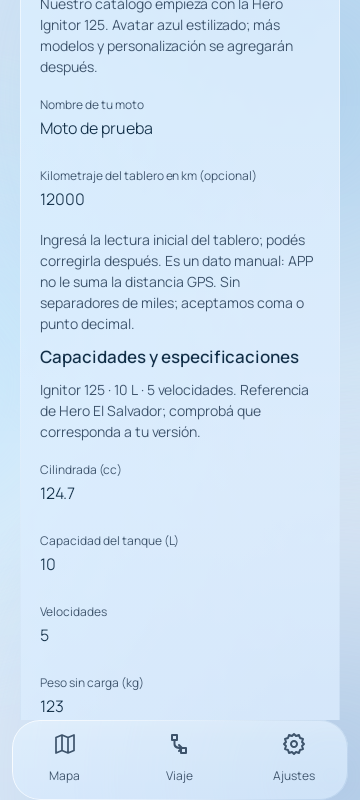 Nuestro catálogo empieza con la Hero
Ignitor 125. Avatar azul estilizado; más
modelos y personalización se agregarán
después.
Nombre de tu moto
Moto de prueba
Kilometraje del tablero en km (opcional)
12000
Ingresá la lectura inicial del tablero; podés
corregirla después. Es un dato manual: APP
no le suma la distancia GPS. Sin
separadores de miles; aceptamos coma o
punto decimal.
Capacidades y especificaciones
Ignitor 125 · 10 L · 5 velocidades. Referencia
de Hero El Salvador; comprobá que
corresponda a tu versión.
Cilindrada (cc)
124.7
Capacidad del tanque (L)
10
Velocidades
5
Peso sin carga (kg)
123
Mapa
Viaje
Ajustes